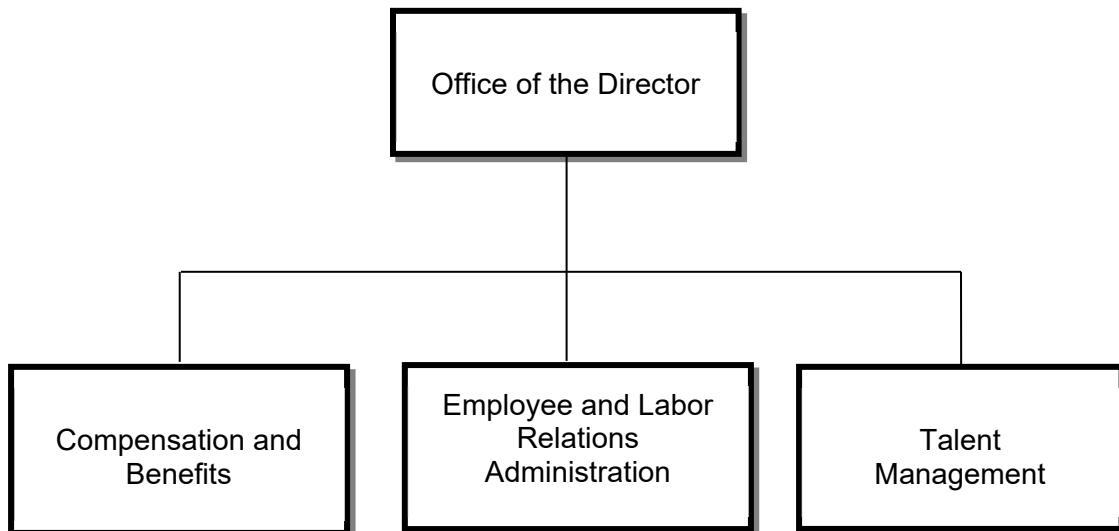 Office of the Director
Compensation and
Benefits
Employee and Labor
Relations
Administration
Talent
Management